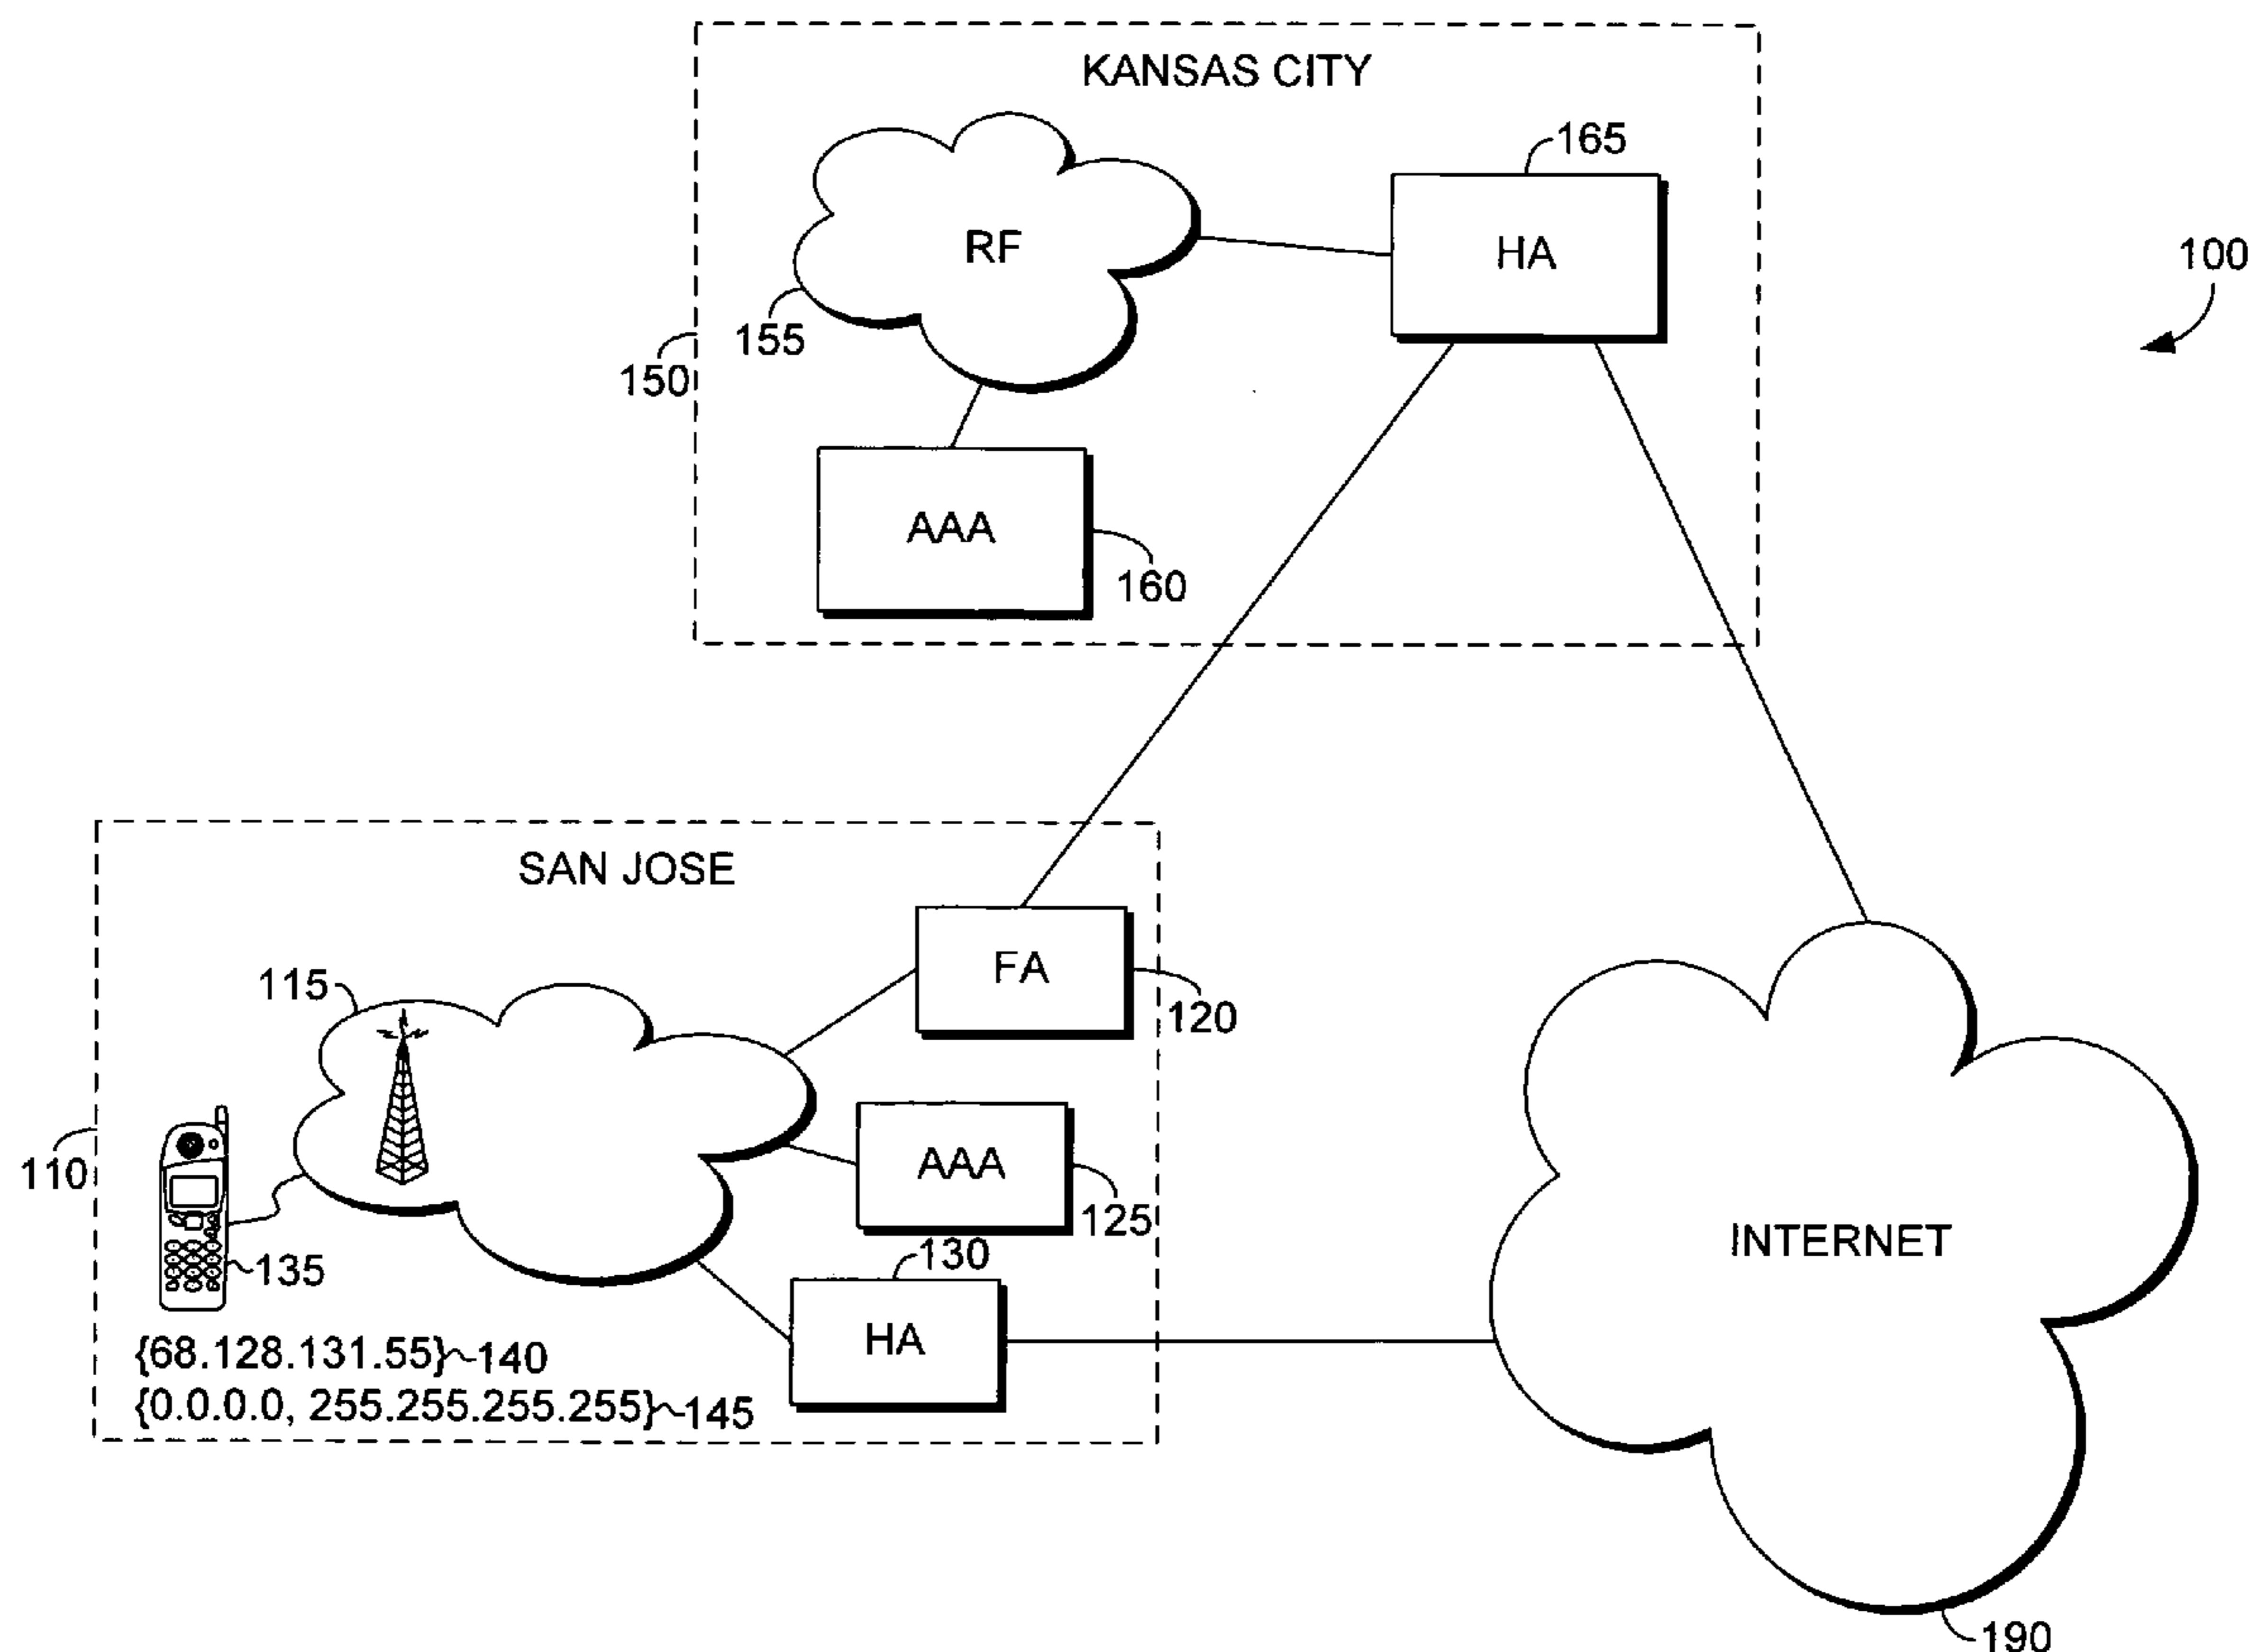 KANSAS CITY
165
RF
HA
100
155
150
AAA
160
SAN JOSE
115
FA
120
110
AAA
125
130
135
HA
INTERNET
{68.128.131.55}~140
{0.0.0.0, 255.255.255.255}~145
190